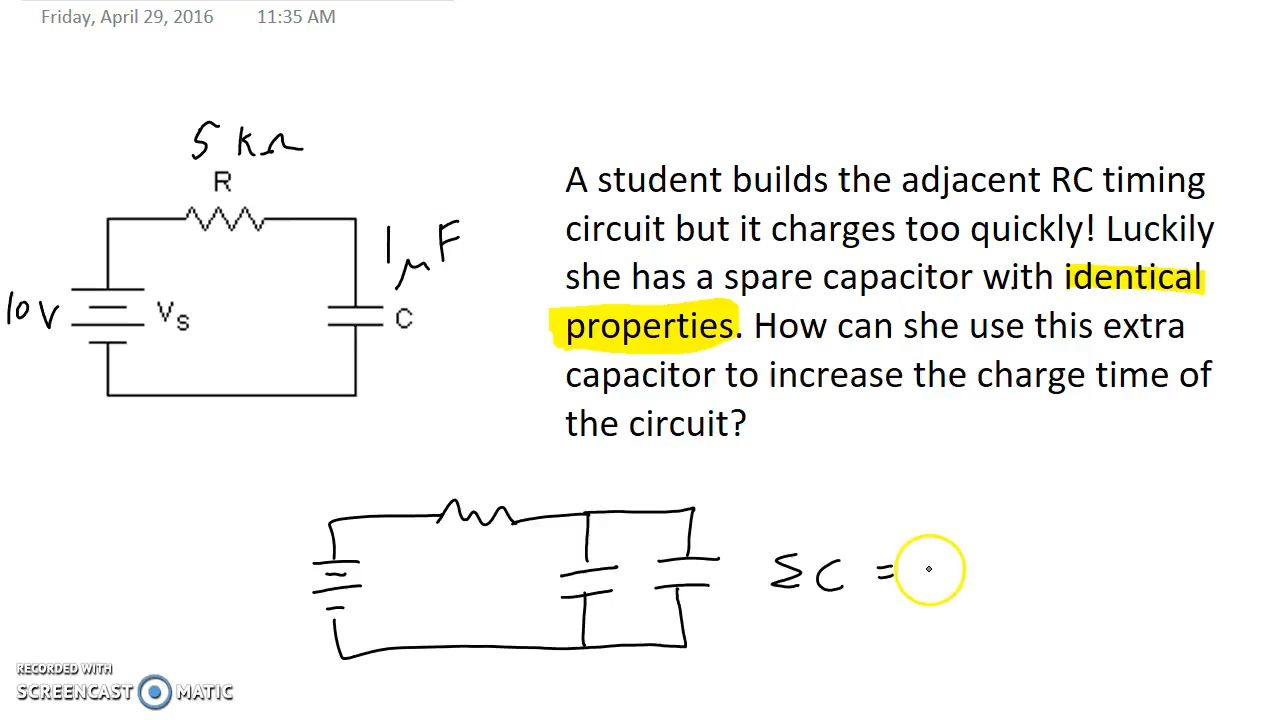 Friday, April 29, 2016 11:35 AM
5 kΩ
R
1 μF
10V
Vs
C
A student builds the adjacent RC timing
circuit but it charges too quickly! Luckily
she has a spare capacitor with identical
properties. How can she use this extra
capacitor to increase the charge time of
the circuit?
Σ C =
RECORDED WITH
SCREENCAST MATIC